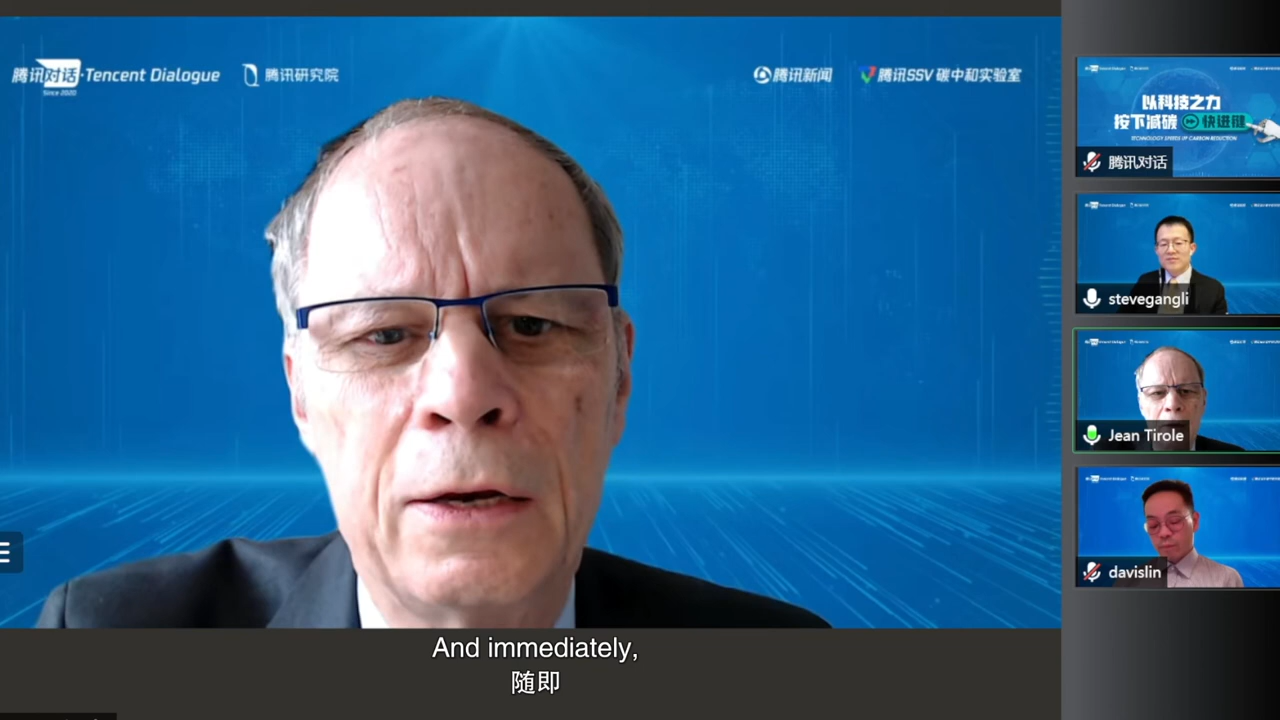 腾讯对话·Tencent Dialogue
Since 2020
腾讯研究院
腾讯新闻
腾讯SSV 碳中和实验室
And immediately,
随即
以科技之力
按下减碳 快进键
TECHNOLOGY SPEEDS UP CARBON REDUCTION
腾讯对话
stevegangli
Jean Tirole
davislin